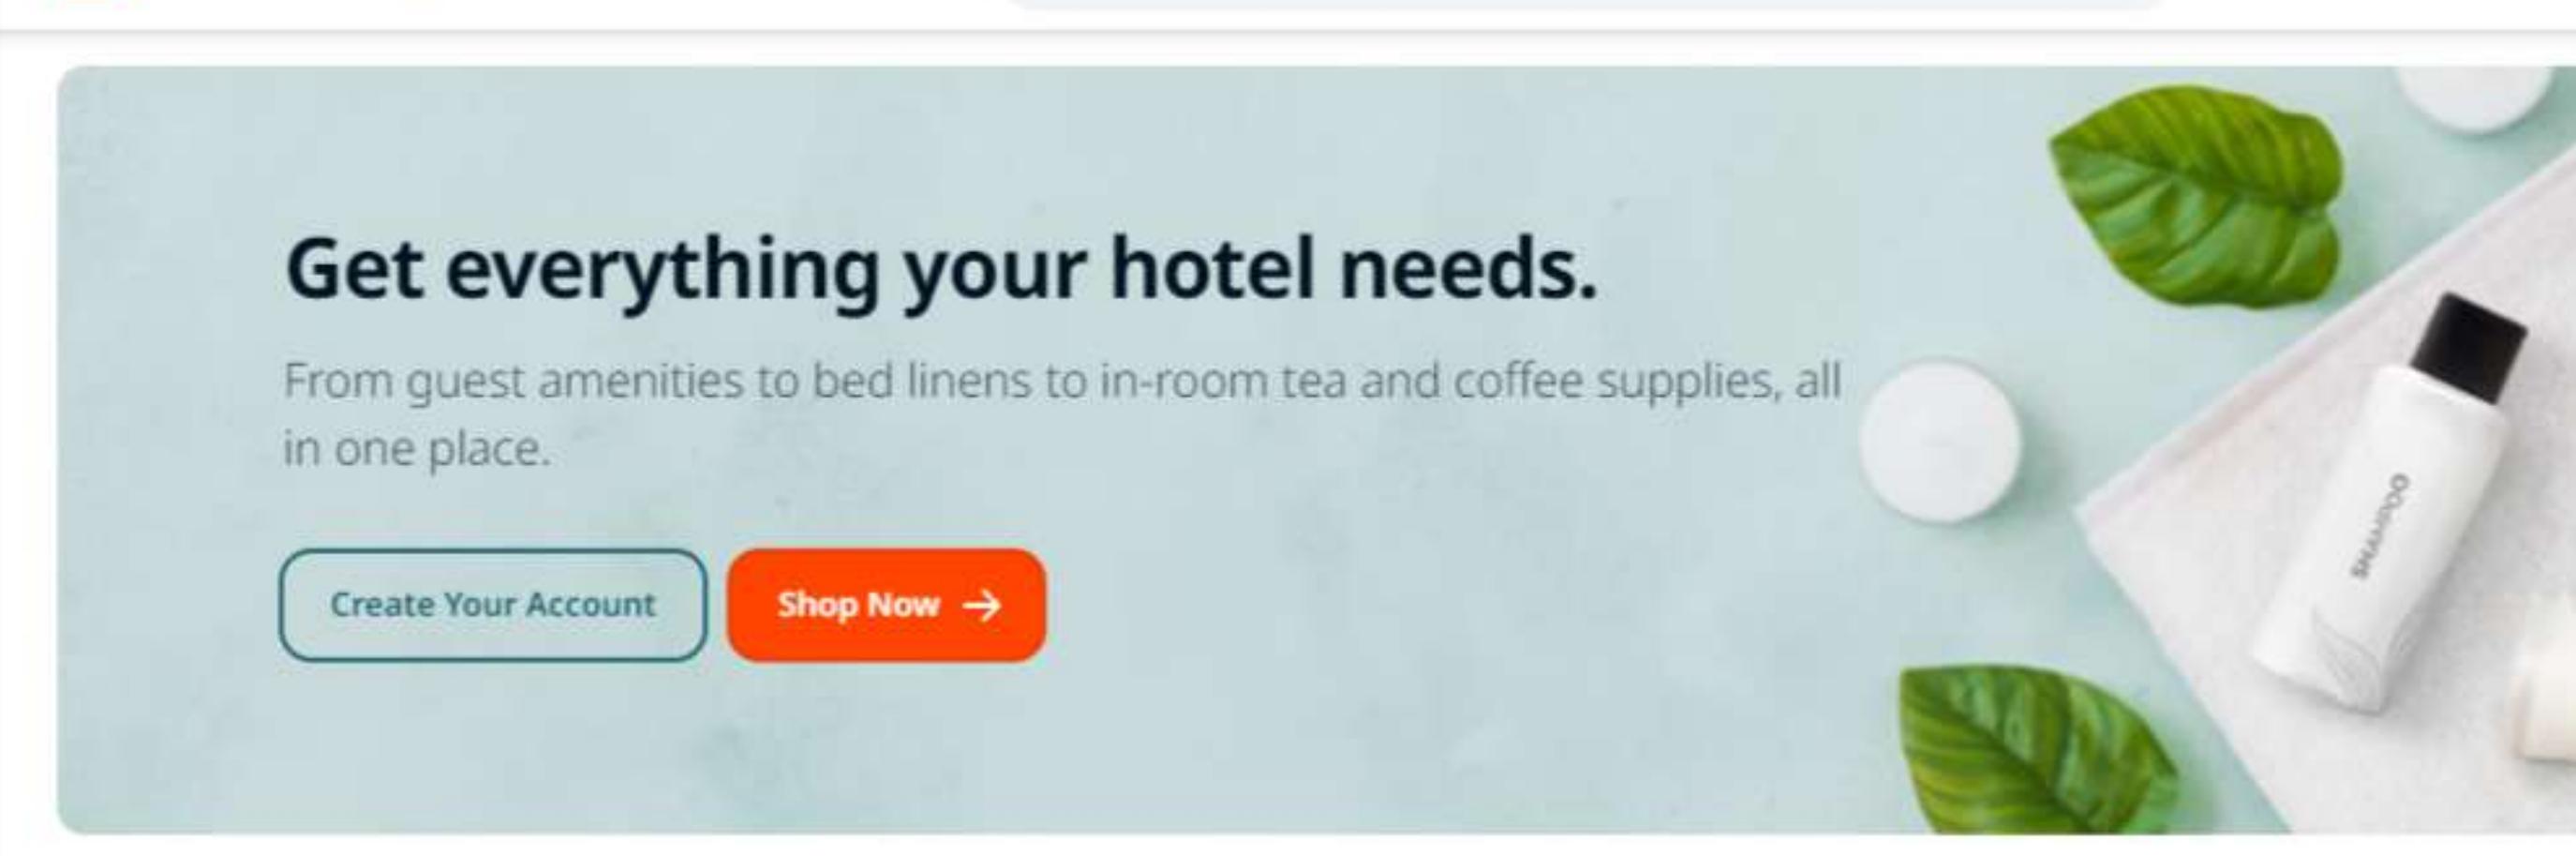 Get everything your hotel needs.
From guest amenities to bed linens to in-room tea and coffee supplies, all
in one place.
Create Your Account
Shop Now →